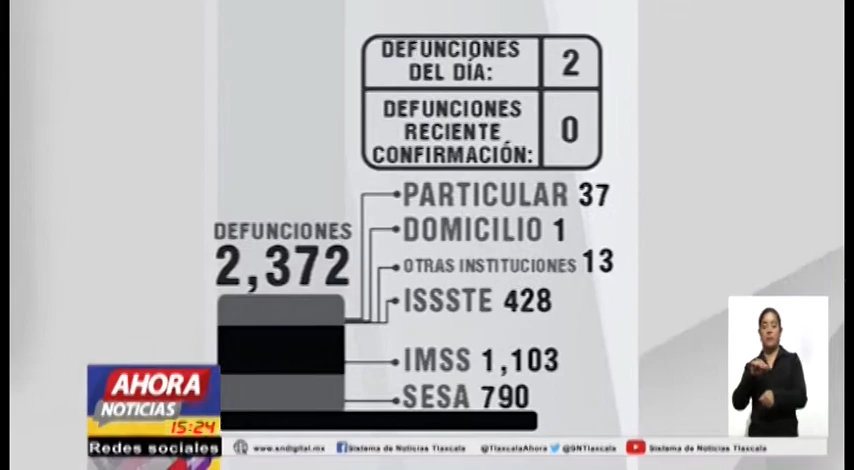 DEFUNCIONES
DEL DÍA:
2
DEFUNCIONES
RECIENTE
CONFIRMACIÓN:
0
PARTICULAR 37
DOMICILIO 1
OTRAS INSTITUCIONES 13
ISSSTE 428
IMSS 1,103
SESA 790
DEFUNCIONES
2,372
AHORA
NOTICIAS
15:24
Redes sociales
www.sndigital.mx Sistema de Noticias Tlaxcala @TlaxcalaAhora @SNTlaxcala Sistema de Noticias Tlaxcala